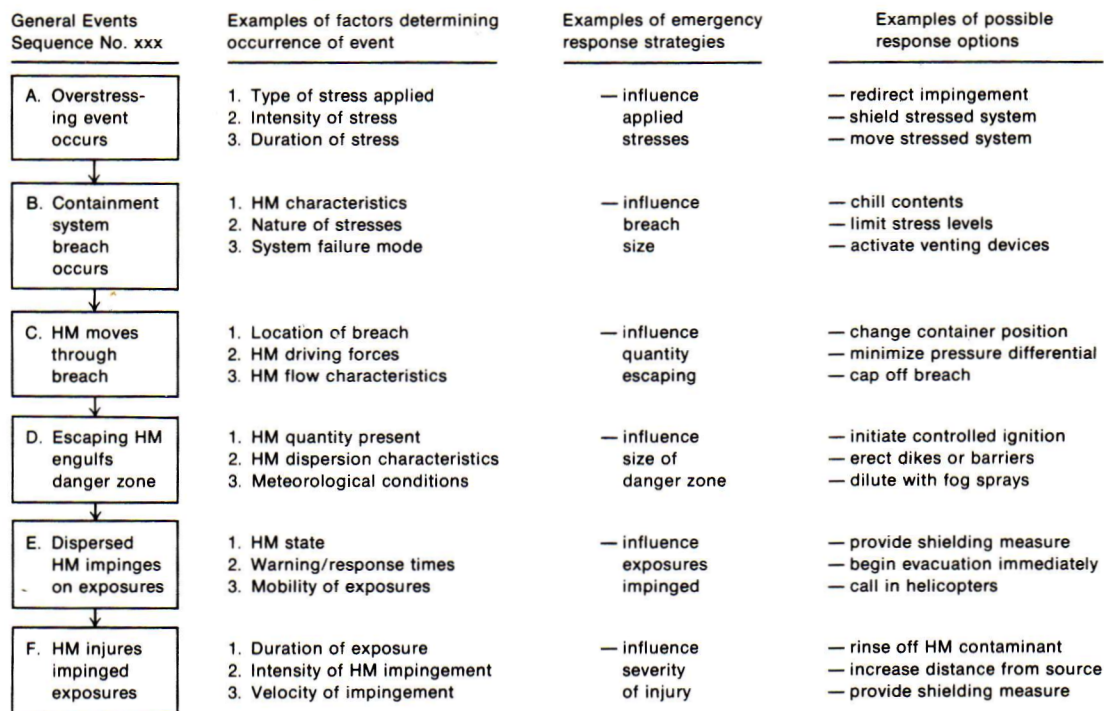 General Events Examples of factors determining Examples of emergency Examples of possible
Sequence No. xxx occurrence of event response strategies response options
A. Overstress- 1. Type of stress applied — influence — redirect impingement
ing event 2. Intensity of stress applied — shield stressed system
occurs 3. Duration of stress stresses — move stressed system
B. Containment 1. HM characteristics — influence — chill contents
system 2. Nature of stresses breach — limit stress levels
breach 3. System failure mode size — activate venting devices
occurs
C. HM moves 1. Location of breach — influence — change container position
through 2. HM driving forces quantity — minimize pressure differential
breach 3. HM flow characteristics escaping — cap off breach
D. Escaping HM 1. HM quantity present — influence — initiate controlled ignition
engulfs 2. HM dispersion characteristics size of — erect dikes or barriers
danger zone 3. Meteorological conditions danger zone — dilute with fog sprays
E. Dispersed 1. HM state — influence — provide shielding measure
HM impinges 2. Warning/response times exposures — begin evacuation immediately
on exposures 3. Mobility of exposures impinged — call in helicopters
F. HM injures 1. Duration of exposure — influence — rinse off HM contaminant
impinged 2. Intensity of HM impingement severity — increase distance from source
exposures 3. Velocity of impingement of injury — provide shielding measure